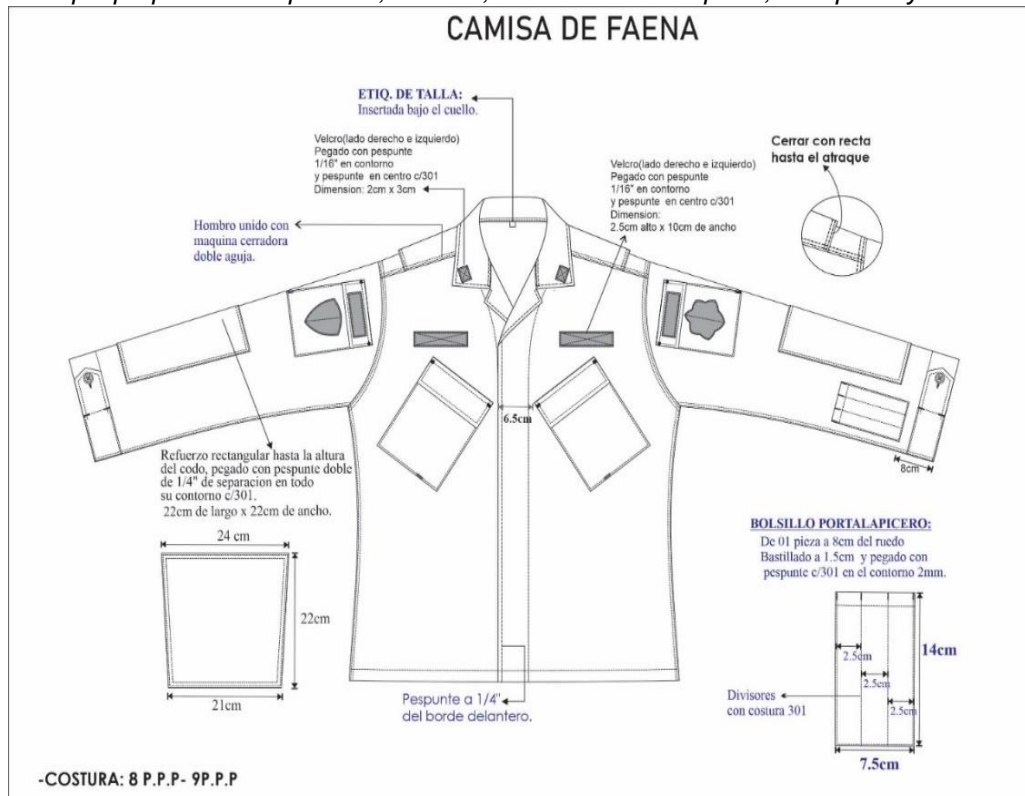 CAMISA DE FAENA
ETIQ. DE TALLA:
Insertada bajo el cuello.
Velcro(lado derecho e izquierdo)
Pegado con pespunte
1/16" en contorno
y pespunte en centro c/301
Dimension: 2cm x 3cm
Velcro(lado derecho e izquierdo)
Pegado con pespunte
1/16" en contorno
y pespunte en centro c/301
Dimension:
2.5cm alto x 10cm de ancho
Cerrar con recta
hasta el atraque
Hombro unido con
maquina cerradora
doble aguja.
6.5cm
8cm
Refuerzo rectangular hasta la altura
del codo, pegado con pespunte doble
de 1/4" de separacion en todo
su contorno c/301.
22cm de largo x 22cm de ancho.
24 cm
22cm
21cm
Pespunte a 1/4"
del borde delantero.
BOLSILLO PORTALAPICERO:
De 01 pieza a 8cm del ruedo
Bastillado a 1.5cm y pegado con
pespunte c/301 en el contorno 2mm.
14cm
2.5cm
2.5cm
2.5cm
Divisores
con costura 301
7.5cm
-COSTURA: 8 P.P.P- 9P.P.P